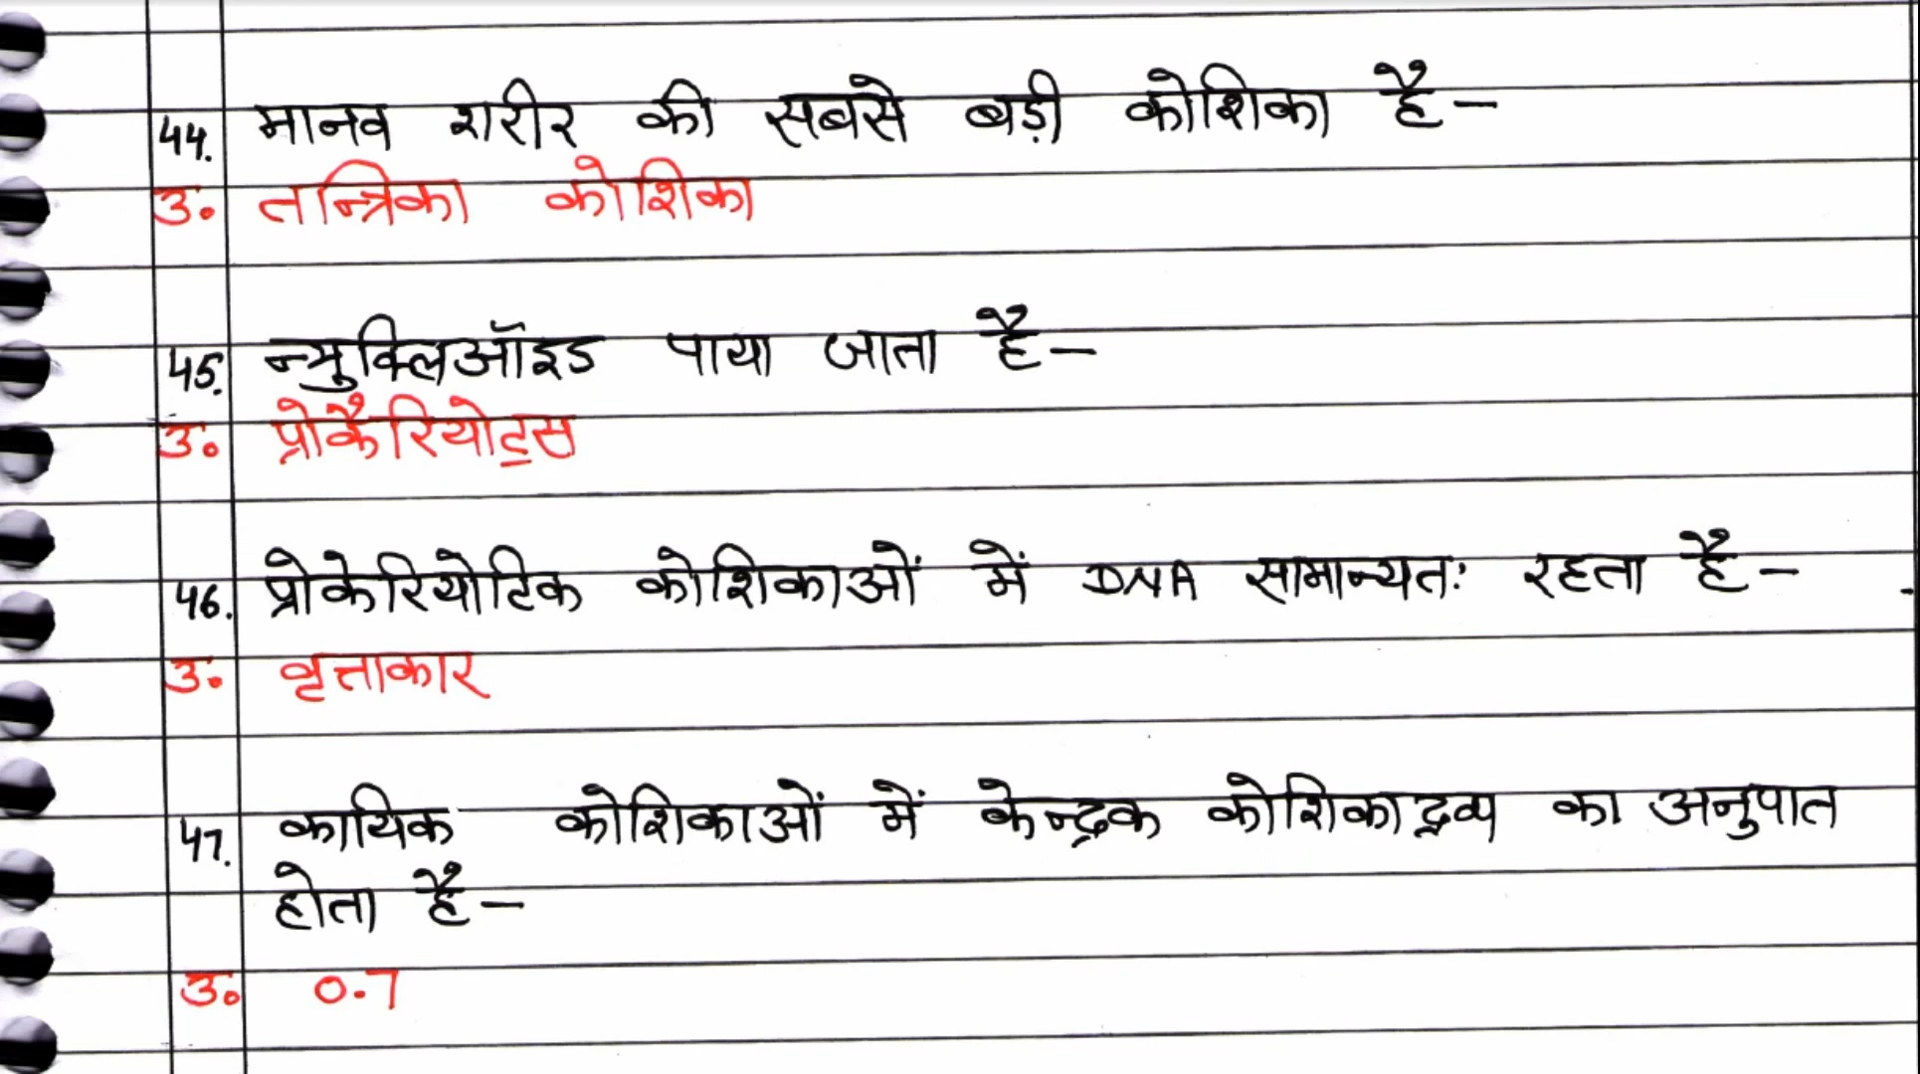 44. मानव शरीर की सबसे बड़ी कोशिका है-
उ. तन्त्रिका कोशिका
45. न्युक्लिऑइड पाया जाता है-
उ. प्रोकैरियोट्स
46. प्रोकेरियोटिक कोशिकाओं में DNA सामान्यतः रहता है-
उ. वृत्ताकार
47. कायिक कोशिकाओं में केन्द्रक कोशिकाद्रव्य का अनुपात
होता है-
उ. 0.7